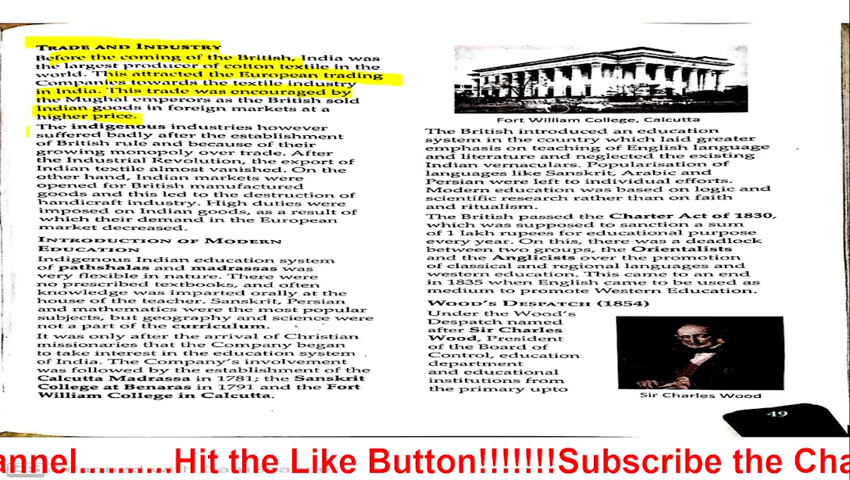 TRADE AND INDUSTRY
Before the coming of the British, India was
the largest producer of cotton textile in the
world. This attracted the European trading
Companies towards the textile industry
in India. This trade was encouraged by
the Mughal emperors as the British sold
Indian goods in foreign markets at a
higher price.
The indigenous industries however
suffered badly after the establishment
of British rule and because of their
growing monopoly over trade. After
the Industrial Revolution, the export of
Indian textile almost vanished. On the
other hand, Indian markets were
opened for British manufactured
goods and this led to the destruction of
handicraft industry. High duties were
imposed on Indian goods, as a result of
which their demand in the European
market decreased.
INTRODUCTION OF MODERN
EDUCATION
Indigenous Indian education system
of pathshalas and madrassas was
very flexible in nature. There were
no prescribed textbooks, and often
knowledge was imparted orally at the
house of the teacher. Sanskrit, Persian
and mathematics were the most popular
subjects, but geography and science were
not a part of the curriculum.
It was only after the arrival of Christian
missionaries that the Company began
to take interest in the education system
of India. The Company's involvement
was followed by the establishment of the
Calcutta Madrassa in 1781; the Sanskrit
College at Benaras in 1791 and the Fort
William College in Calcutta.
Fort William College, Calcutta
The British introduced an education
system in the country which laid greater
emphasis on teaching of English language
and literature and neglected the existing
Indian vernaculars. Popularisation of
languages like Sanskrit, Arabic and
Persian were left to individual efforts.
Modern education was based on logic and
scientific research rather than on faith
and ritualism.
The British passed the Charter Act of 1830,
which was supposed to sanction a sum
of 1 lakh rupees for educational purpose
every year. On this, there was a deadlock
between two groups, the Orientalists
and the Anglicists over the promotion
of classical and regional languages and
western education. This came to an end
in 1835 when English came to be used as
medium to promote Western Education.
WOOD'S DESPATCH (1854)
Under the Wood's
Despatch named
after Sir Charles
Wood, President
of the Board of
Control, education
department
and educational
institutions from
the primary upto
Sir Charles Wood
49
annel..........Hit the Like Button!!!!!!!Subscribe the Cha